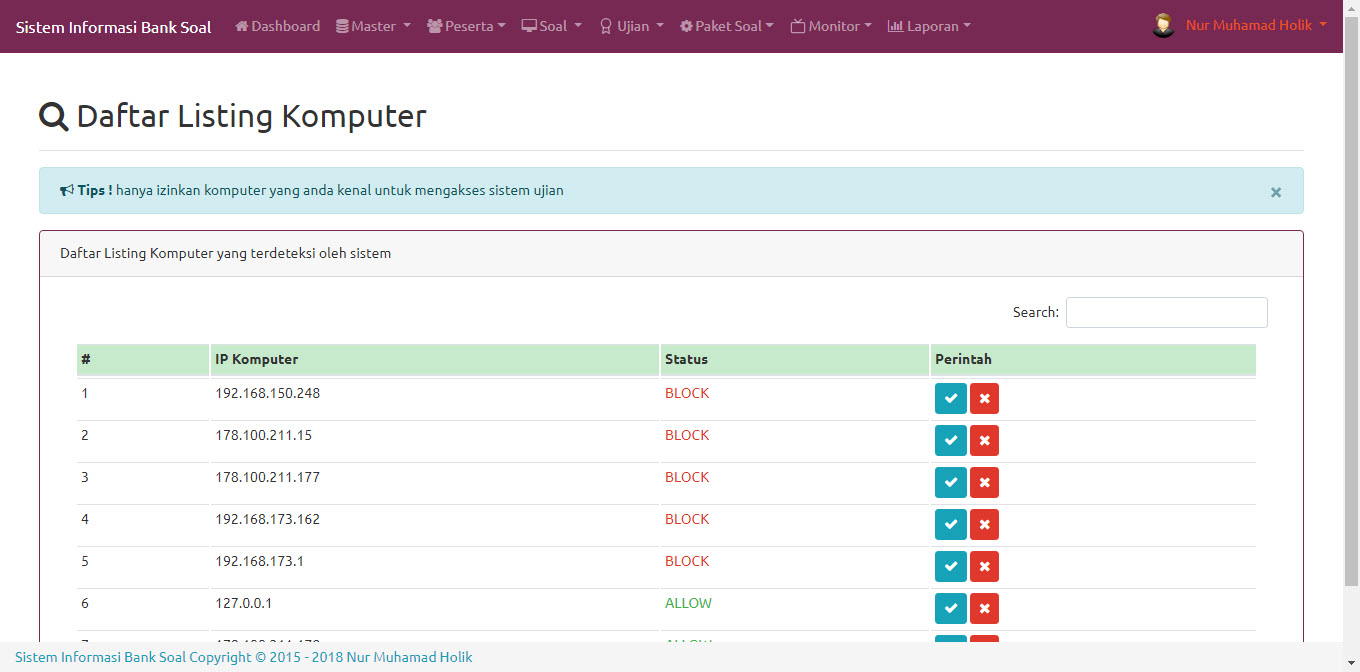 Sistem Informasi Bank Soal Dashboard Master Peserta Soal Ujian Paket Soal Monitor Laporan Nur Muhamad Holik
Daftar Listing Komputer
Tips ! hanya izinkan komputer yang anda kenal untuk mengakses sistem ujian ×
Daftar Listing Komputer yang terdeteksi oleh sistem
Search:
# IP Komputer Status Perintah
1 192.168.150.248 BLOCK
2 178.100.211.15 BLOCK
3 178.100.211.177 BLOCK
4 192.168.173.162 BLOCK
5 192.168.173.1 BLOCK
6 127.0.0.1 ALLOW
Sistem Informasi Bank Soal Copyright © 2015 - 2018 Nur Muhamad Holik